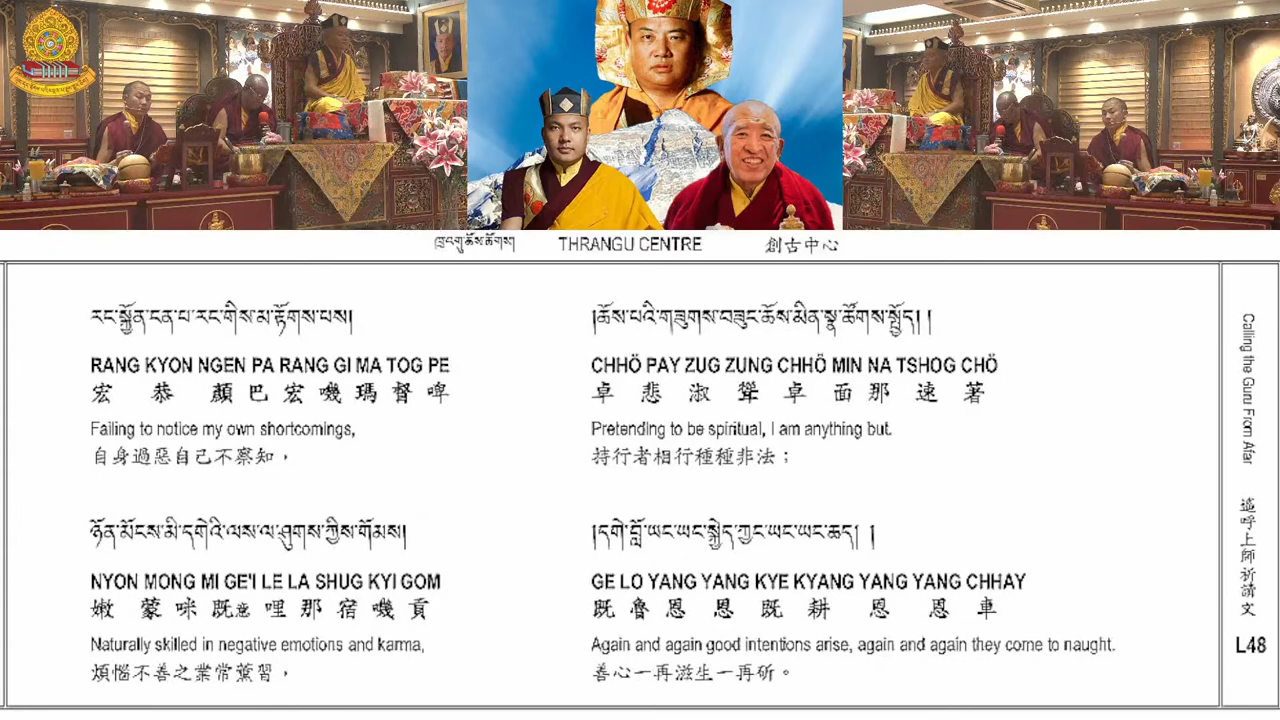 ཁྲ་འགུ་ཆོས་ཚོགས། THRANGU CENTRE 創古中心
རང་སྐྱོན་ངན་པ་རང་གིས་མ་རྟོགས་པས།
RANG KYON NGEN PA RANG GI MA TOG PE
宏 恭 顏 巴 宏 嘰 瑪 督 啤
Failing to notice my own shortcomings,
自身過惡自己不察知，
།ཆོས་པའི་གཟུགས་བཟུང་ཆོས་མིན་སྣ་ཚོགས་སྤྱོད། །
CHHÖ PAY ZUG ZUNG CHHÖ MIN NA TSHOG CHÖ
卓 悲 淑 聳 卓 面 那 速 著
Pretending to be spiritual, I am anything but.
持行者相行種種非法；
ཉོན་མོངས་མི་དགེའི་ལས་ལ་ཤུགས་ཀྱིས་གོམས།
NYON MONG MI GE'I LE LA SHUG KYI GOM
嫩 蒙 咪 既意 哩 那 宿 嘰 貢
Naturally skilled in negative emotions and karma,
煩惱不善之業常薰習，
།དགེ་བློ་ཡང་ཡང་སྐྱེད་ཀྱང་ཡང་ཡང་ཆད། །
GE LO YANG YANG KYE KYANG YANG YANG CHHAY
既 魯 恩 恩 既 耕 恩 恩 車
Again and again good intentions arise, again and again they come to naught.
善心一再滋生一再斫。
Calling the Guru From Afar
遙呼上師祈請文
L48